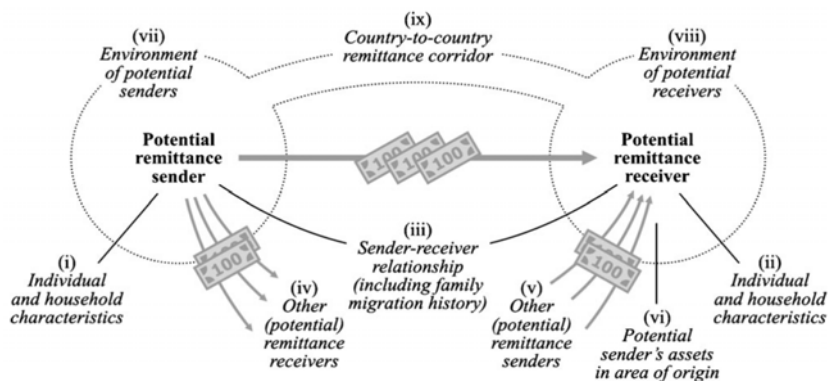 (vii)
Environment
of potential
senders
(ix)
Country-to-country
remittance corridor
(viii)
Environment
of potential
receivers
Potential
remittance
sender
100
100
100
Potential
remittance
receiver
(i)
Individual
and household
characteristics
100
(iv)
Other
(potential)
remittance
receivers
(iii)
Sender-receiver
relationship
(including family
migration history)
100
(v)
Other
(potential)
remittance
senders
(vi)
Potential
sender's assets
in area of origin
(ii)
Individual
and household
characteristics